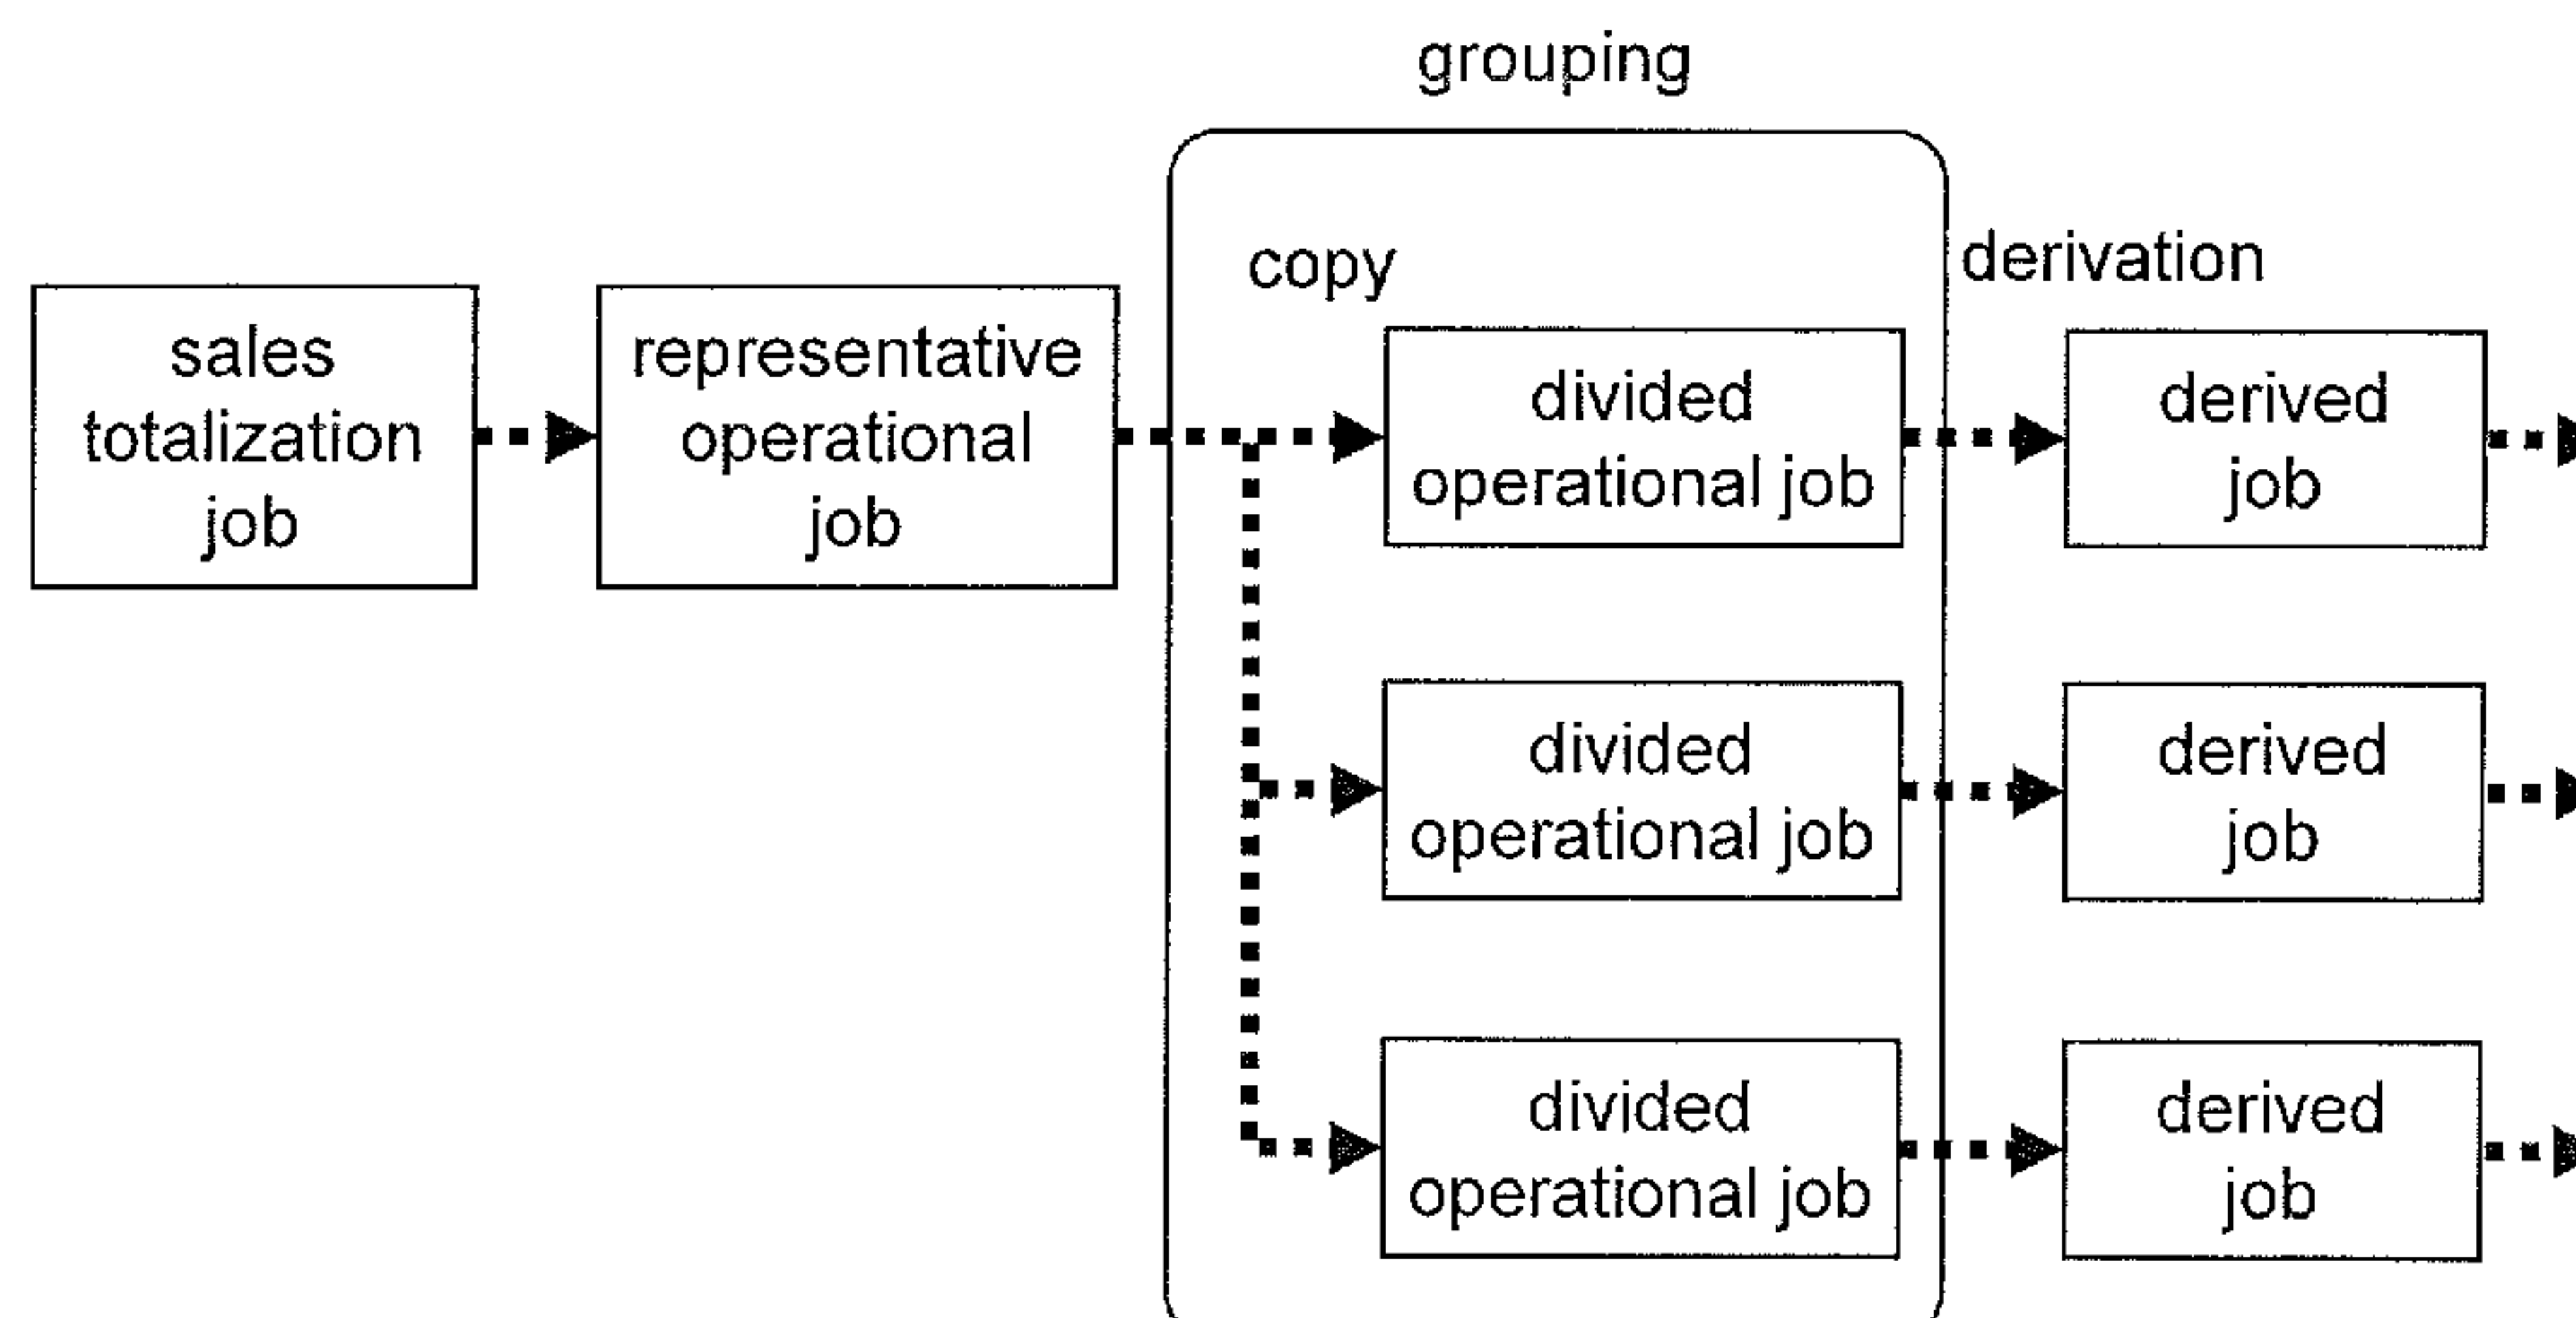 grouping
copy
derivation
sales
totalization
job
representative
operational
job
divided
operational job
derived
job
divided
operational job
derived
job
divided
operational job
derived
job